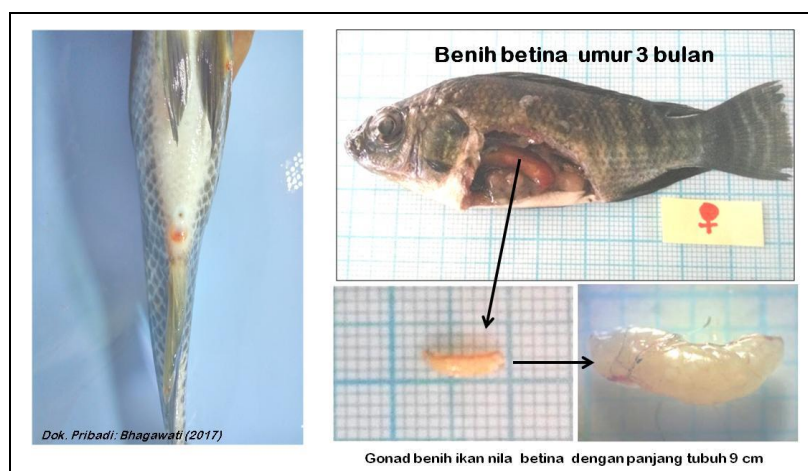 Benih betina umur 3 bulan
♀
Dok. Pribadi: Bhagawati (2017)
Gonad benih ikan nila betina dengan panjang tubuh 9 cm